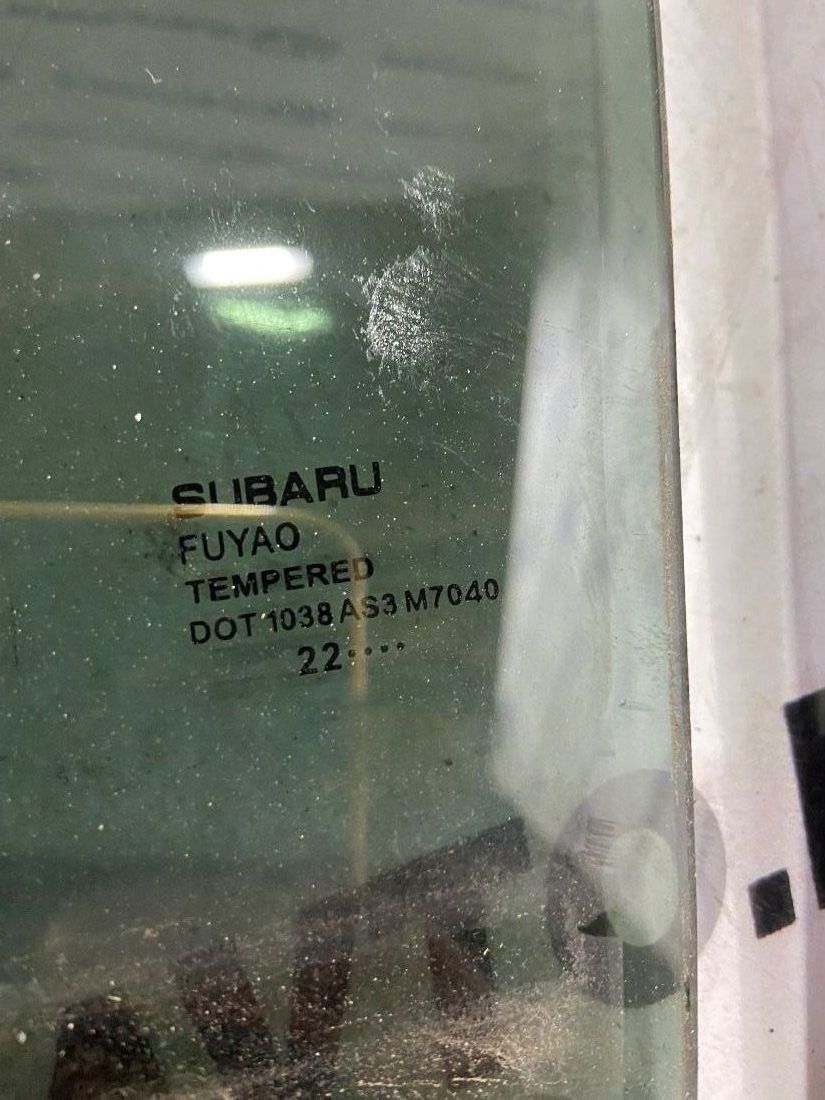 SUBARU
FUYAO
TEMPERED
DOT 1038 AS3 M7040
22····